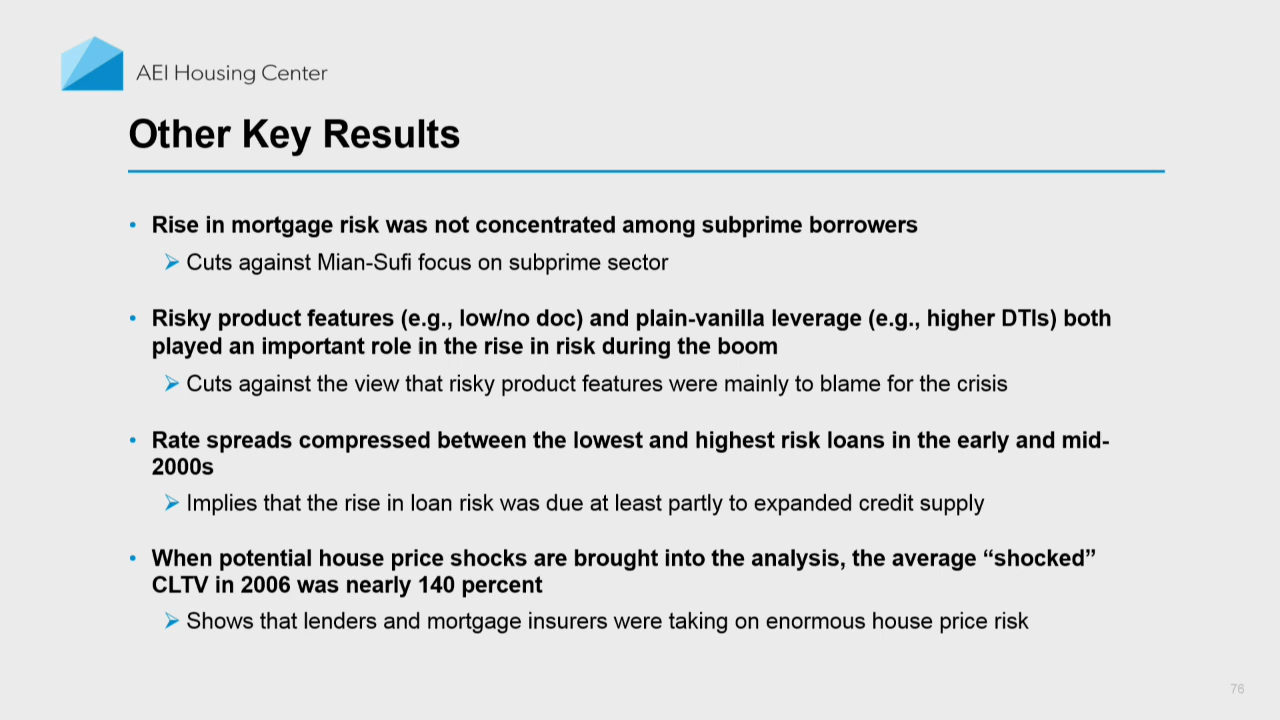 AEI Housing Center
Other Key Results
• Rise in mortgage risk was not concentrated among subprime borrowers
➢ Cuts against Mian-Sufi focus on subprime sector
• Risky product features (e.g., low/no doc) and plain-vanilla leverage (e.g., higher DTIs) both
played an important role in the rise in risk during the boom
➢ Cuts against the view that risky product features were mainly to blame for the crisis
• Rate spreads compressed between the lowest and highest risk loans in the early and mid-
2000s
➢ Implies that the rise in loan risk was due at least partly to expanded credit supply
• When potential house price shocks are brought into the analysis, the average “shocked”
CLTV in 2006 was nearly 140 percent
➢ Shows that lenders and mortgage insurers were taking on enormous house price risk
76